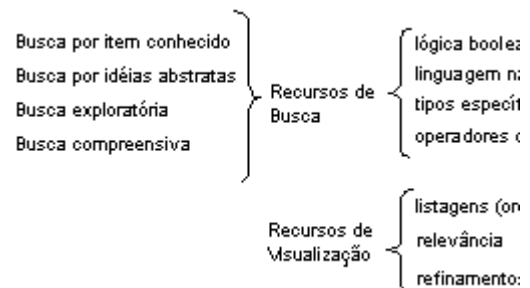 Busca por item conhecido
Busca por idéias abstratas
Busca exploratória
Busca compreensiva
Recursos de
Busca
lógica
linguagem
tipos
operadores
Recursos de
Visualização
listagens
relevância
refinamento